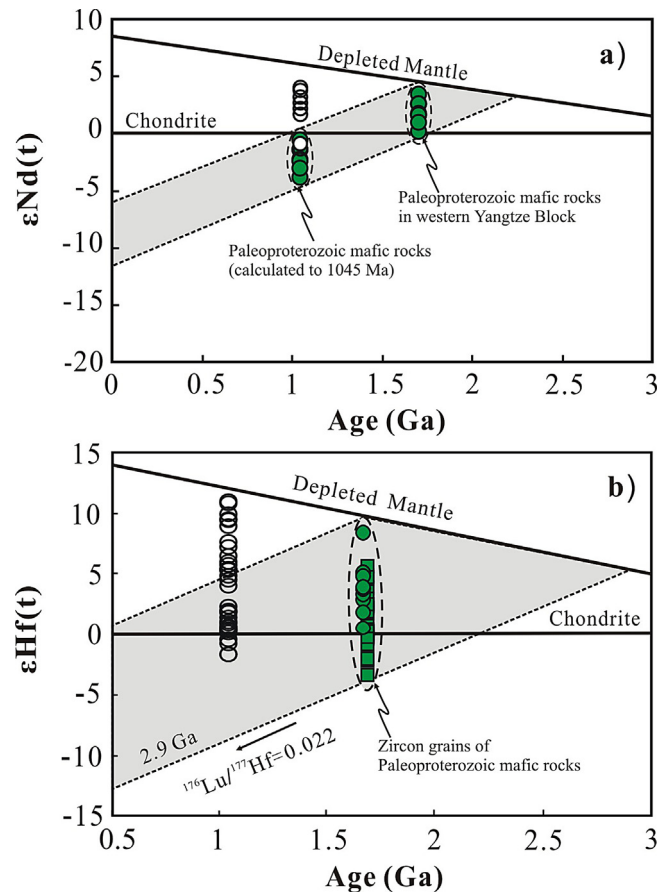 a)
Depleted Mantle
Chondrite
Paleoproterozoic mafic rocks
in western Yangtze Block
Paleoproterozoic mafic rocks
(calculated to 1045 Ma)
εNd(t)
10
5
0
-5
-10
-15
-20
0
0.5
1
1.5
2
2.5
3
Age (Ga)
b)
Depleted Mantle
Chondrite
2.9 Ga
¹⁷⁶Lu/¹⁷⁷Hf=0.022
Zircon grains of
Paleoproterozoic mafic rocks
εHf(t)
15
10
5
0
-5
-10
-15
0.5
1
1.5
2
2.5
3
Age (Ga)